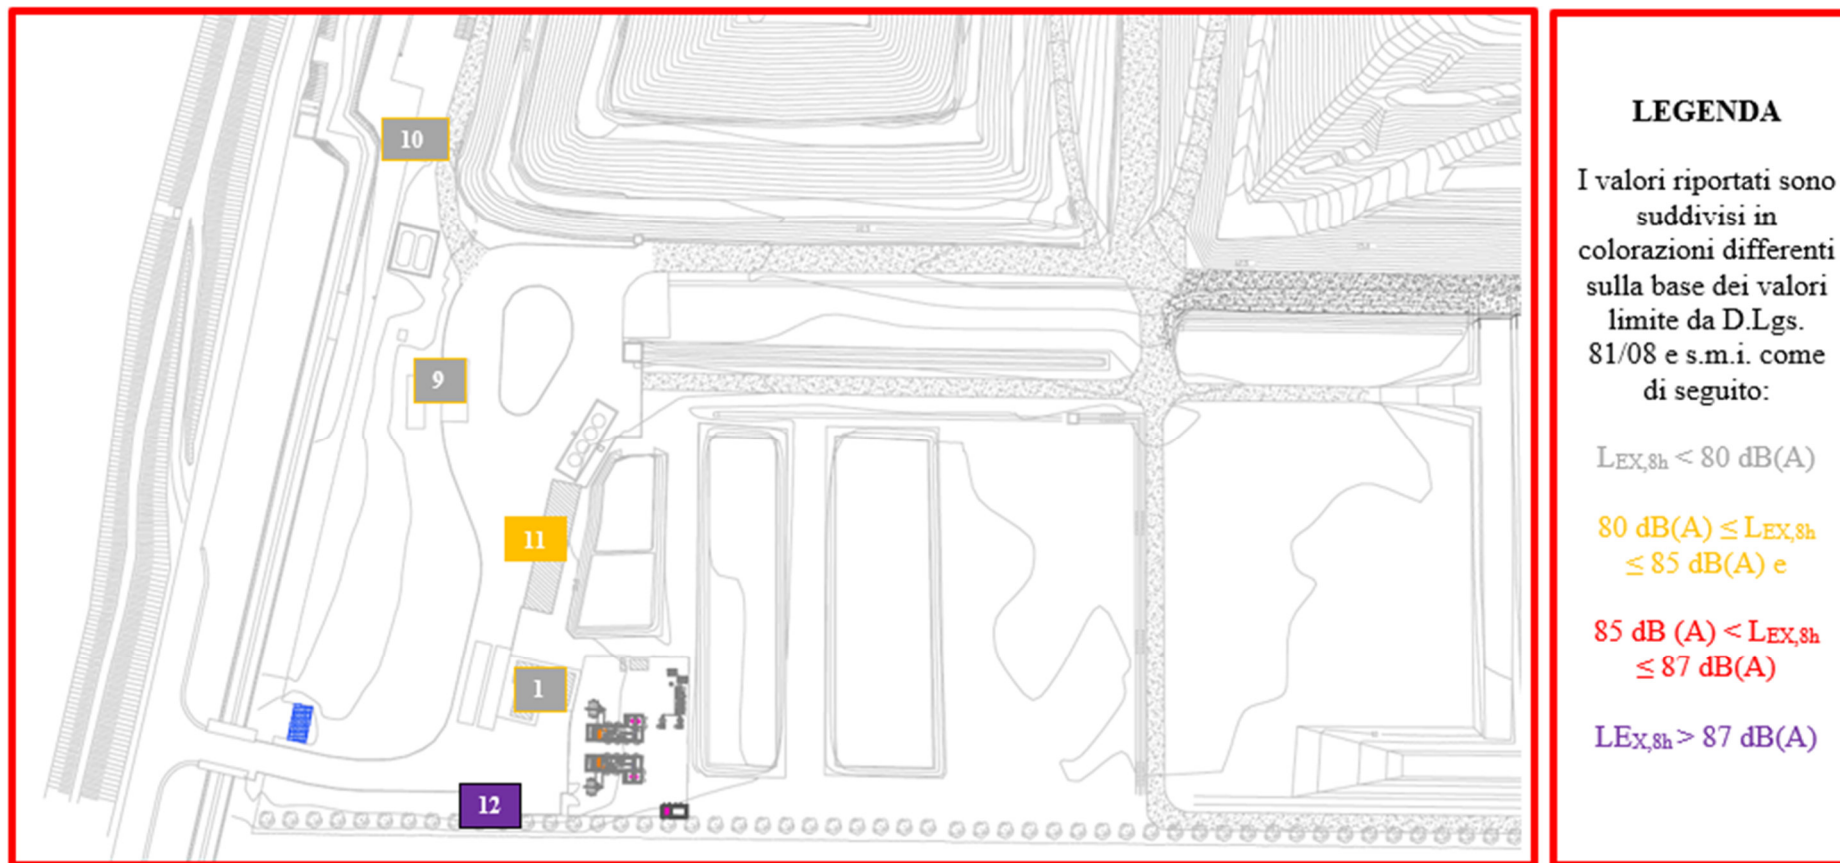 10
9
11
1
12
LEGENDA
I valori riportati sono
suddivisi in
colorazioni differenti
sulla base dei valori
limite da D.Lgs.
81/08 e s.m.i. come
di seguito:
LEX,8h < 80 dB(A)
80 dB(A) ≤ LEX,8h
≤ 85 dB(A) e
85 dB (A) < LEX,8h
≤ 87 dB(A)
LEX,8h > 87 dB(A)